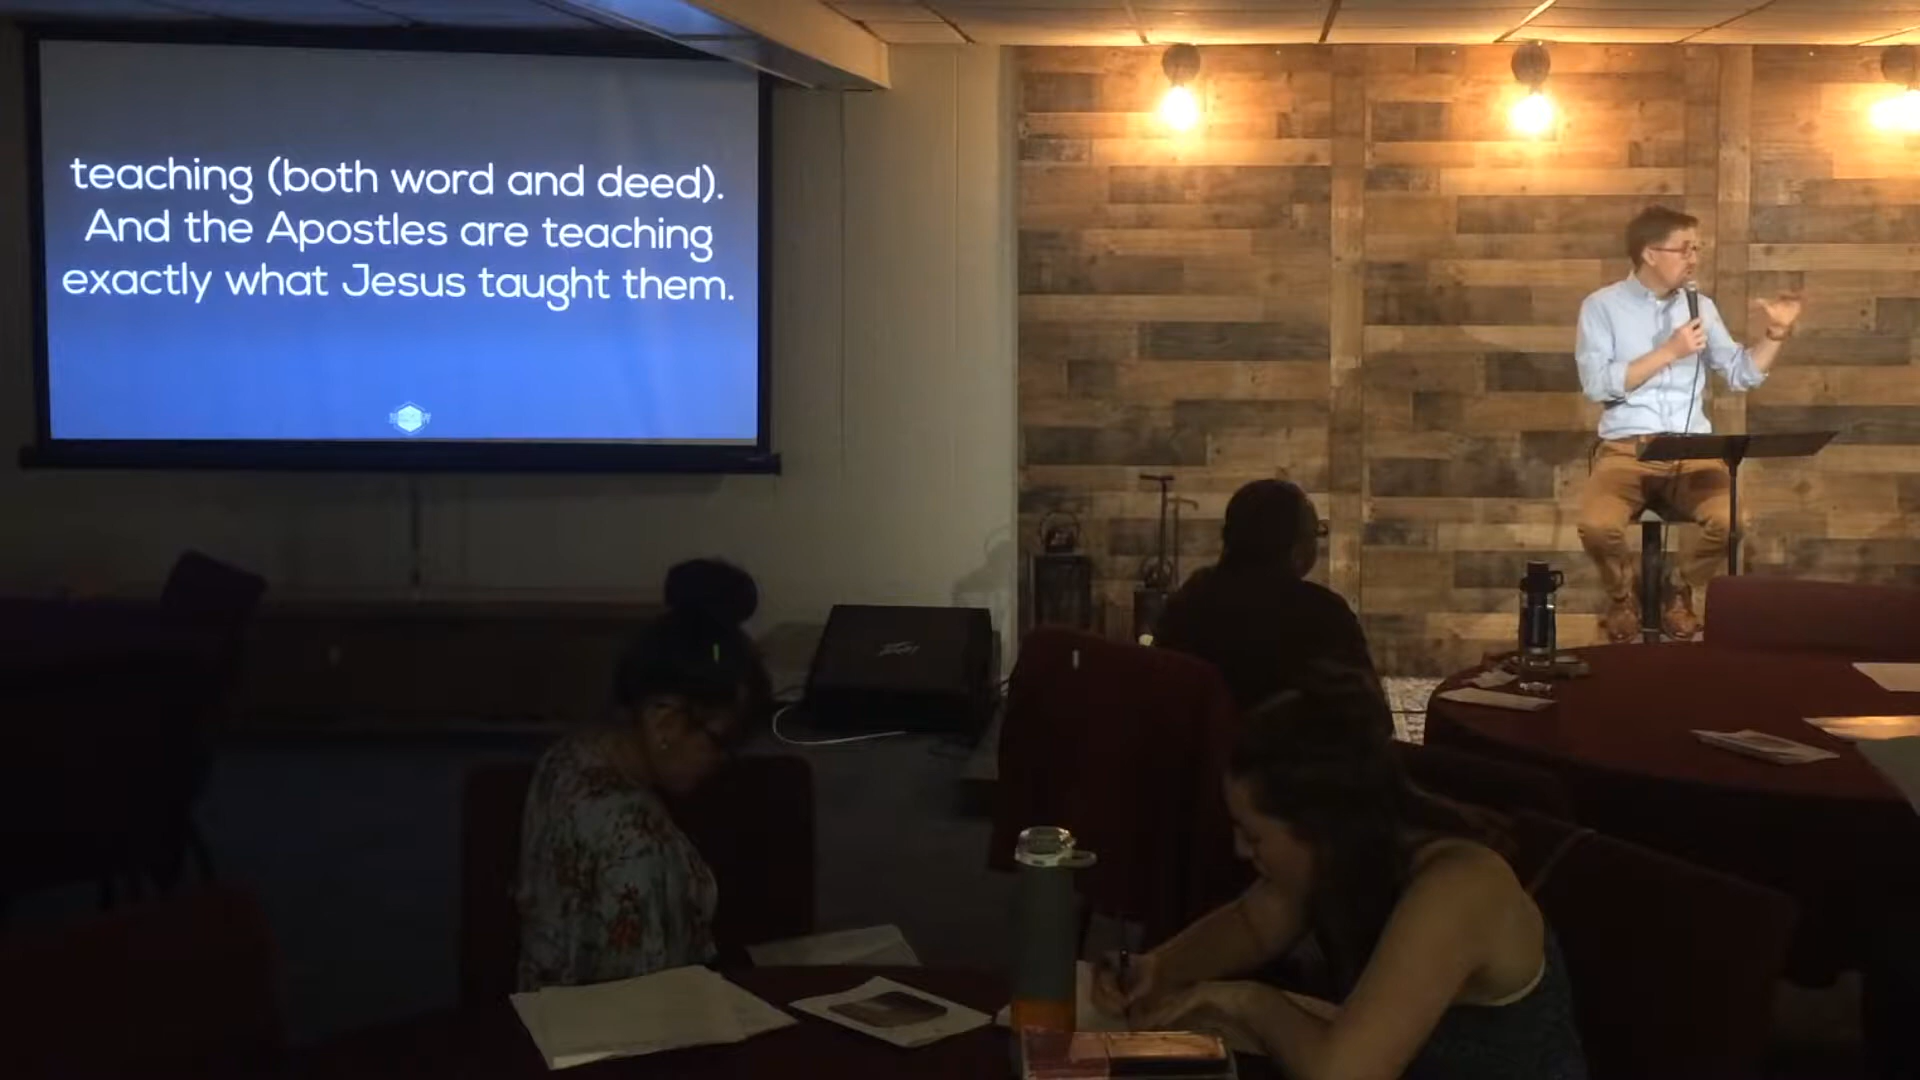 teaching (both word and deed).
And the Apostles are teaching
exactly what Jesus taught them.